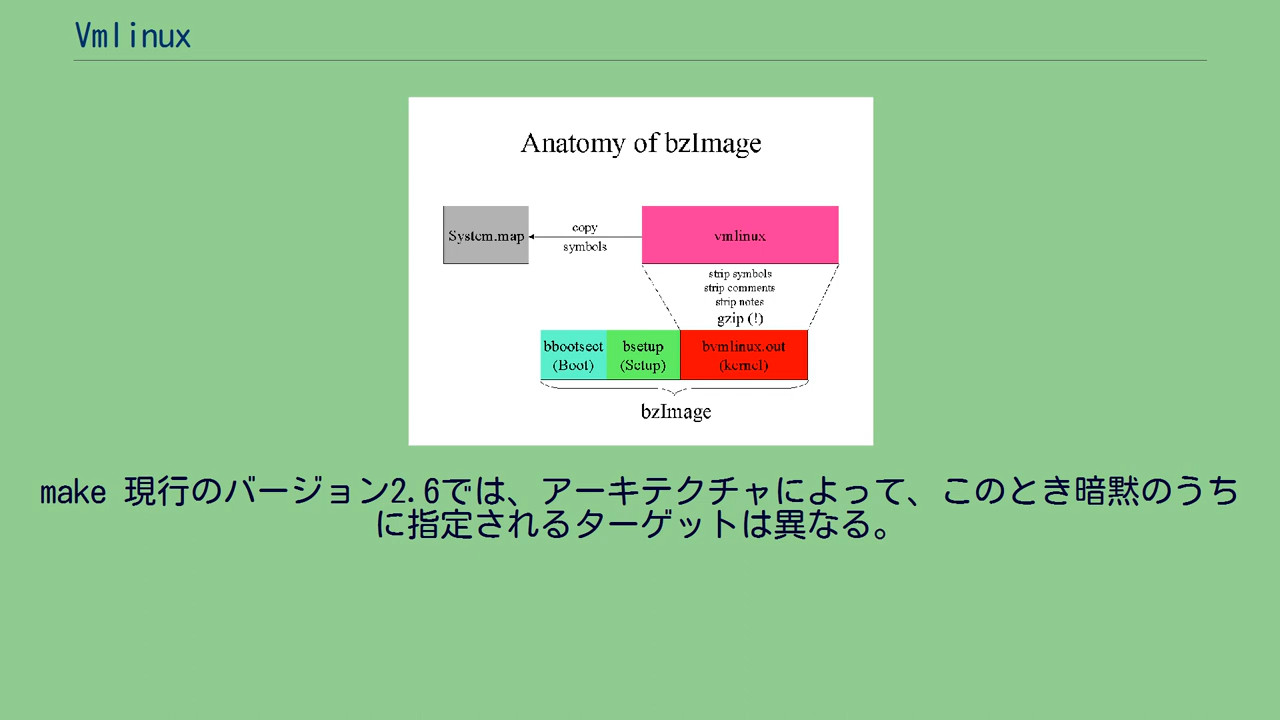 Vmlinux
Anatomy of bzImage
System.map
copy
symbols
vmlinux
strip symbols
strip comments
strip notes
gzip (!)
bbootsect
(Boot)
bsetup
(Setup)
bvmlinux.out
(kernel)
bzImage
make 現行のバージョン2.6では、アーキテクチャによって、このとき暗黙のうち
に指定されるターゲットは異なる。